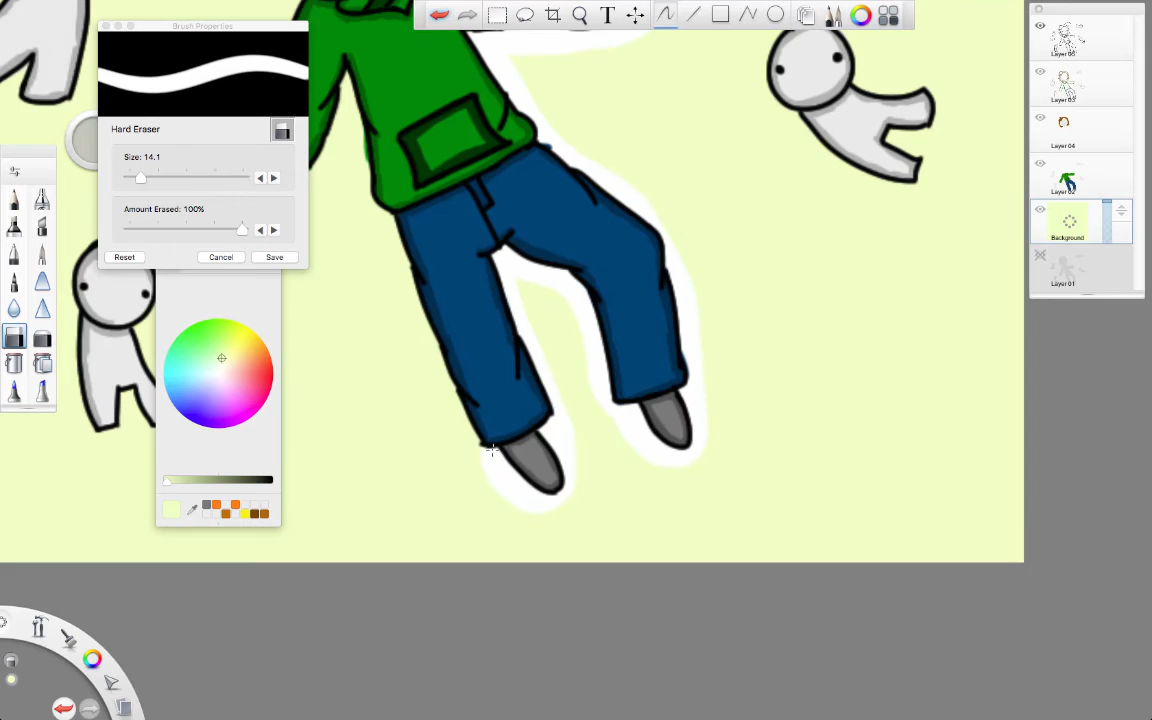 Brush Properties
Hard Eraser
Size: 14.1
Amount Erased: 100%
Reset
Cancel
Save
T
Layer 05
Layer 03
Layer 04
Layer 02
Background
Layer 01